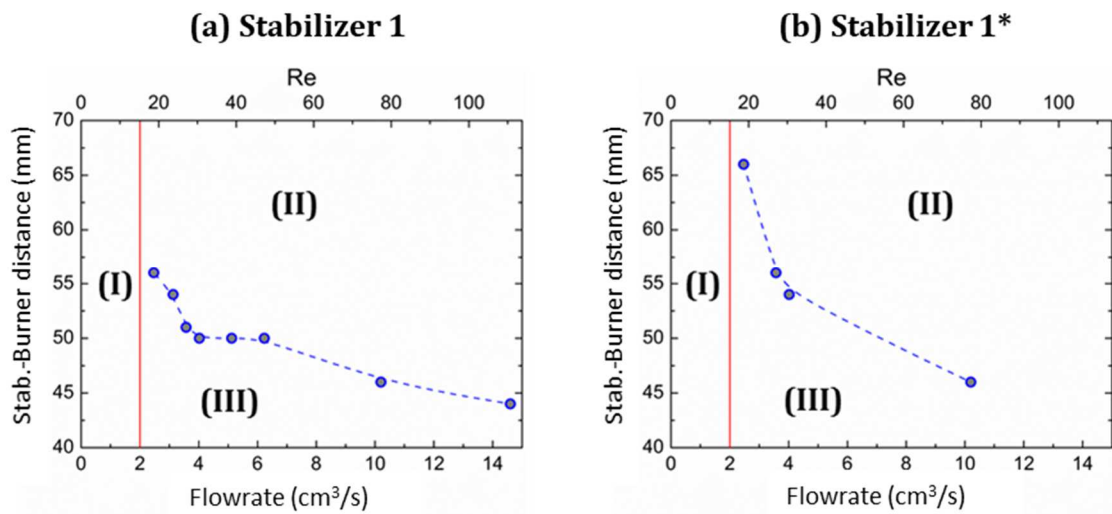 (a) Stabilizer 1
Re
0 20 40 60 80 100
Stab.-Burner distance (mm)
70
65
60
55
50
45
40
(I)
(II)
(III)
0 2 4 6 8 10 12 14
Flowrate (cm³/s)
(b) Stabilizer 1*
Re
0 20 40 60 80 100
Stab.-Burner distance (mm)
70
65
60
55
50
45
40
(I)
(II)
(III)
0 2 4 6 8 10 12 14
Flowrate (cm³/s)